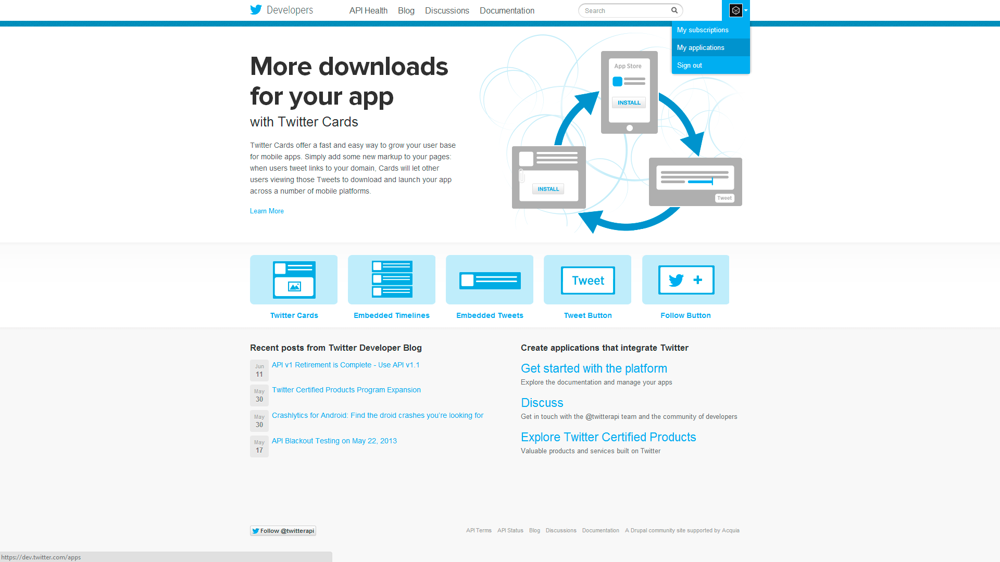 Developers
API Health
Blog
Discussions
Documentation
Search
My subscriptions
My applications
Sign out
More downloads
for your app
with Twitter Cards
Twitter Cards offer a fast and easy way to grow your user base
for mobile apps. Simply add some new markup to your pages:
when users tweet links to your domain, Cards will let other
users viewing those Tweets to download and launch your app
across a number of mobile platforms.
Learn More
App Store
INSTALL
INSTALL
Tweet
Tweet
Twitter Cards
Embedded Timelines
Embedded Tweets
Tweet Button
Follow Button
Recent posts from Twitter Developer Blog
Jun
11
API v1 Retirement is Complete - Use API v1.1
May
30
Twitter Certified Products Program Expansion
May
30
Crashlytics for Android: Find the droid crashes you're looking for
May
17
API Blackout Testing on May 22, 2013
Create applications that integrate Twitter
Get started with the platform
Explore the documentation and manage your apps
Discuss
Get in touch with the @twitterapi team and the community of developers
Explore Twitter Certified Products
Valuable products and services built on Twitter
Follow @twitterapi
API Terms
API Status
Blog
Discussions
Documentation
A Drupal community site supported by Acquia
https://dev.twitter.com/apps